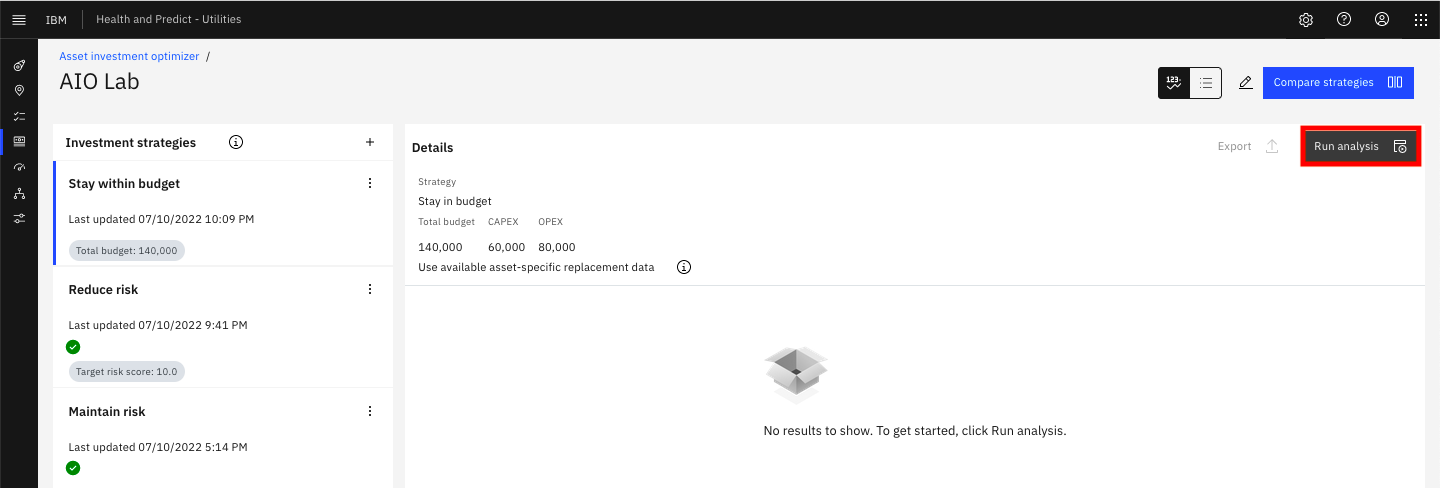 IBM
Health and Predict - Utilities
Asset investment optimizer /
AIO Lab
123.
Compare strategies
Investment strategies
Stay within budget
Last updated 07/10/2022 10:09 PM
Total budget: 140,000
Reduce risk
Last updated 07/10/2022 9:41 PM
Target risk score: 10.0
Maintain risk
Last updated 07/10/2022 5:14 PM
Details
Export
Run analysis
Strategy
Stay in budget
Total budget CAPEX OPEX
140,000 60,000 80,000
Use available asset-specific replacement data
No results to show. To get started, click Run analysis.